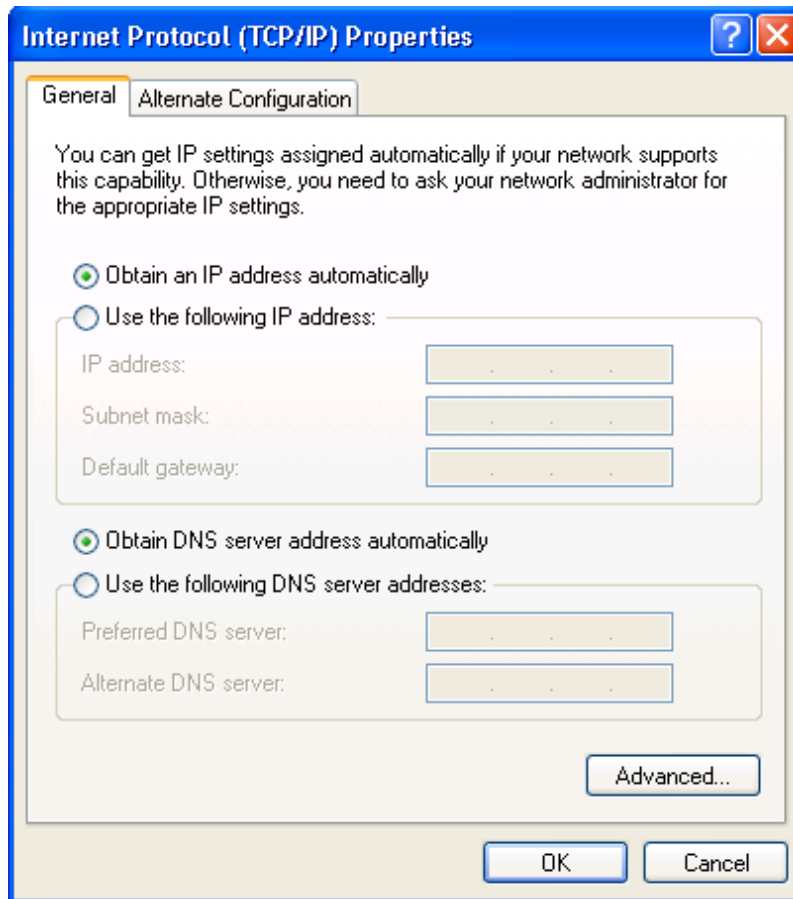 Internet Protocol (TCP/IP) Properties
General
Alternate Configuration
You can get IP settings assigned automatically if your network supports
this capability. Otherwise, you need to ask your network administrator for
the appropriate IP settings.
Obtain an IP address automatically
Use the following IP address:
IP address:
Subnet mask:
Default gateway:
Obtain DNS server address automatically
Use the following DNS server addresses:
Preferred DNS server:
Alternate DNS server:
Advanced...
OK
Cancel